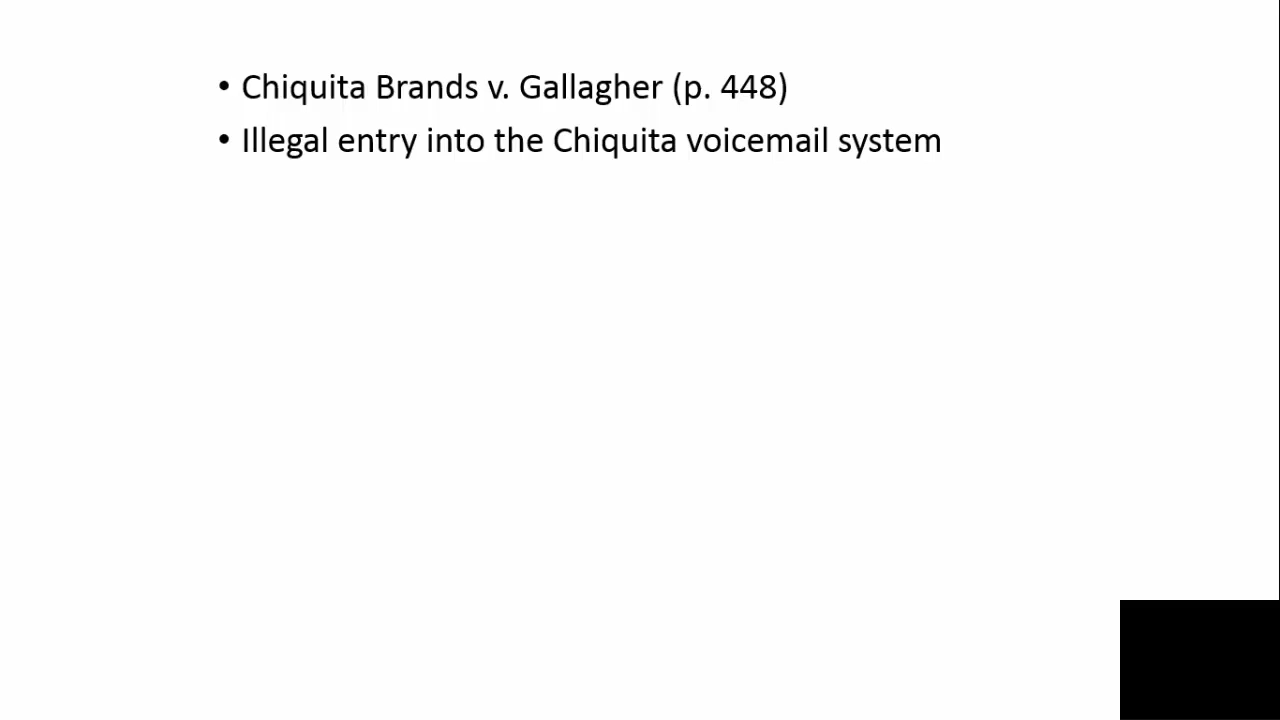 • Chiquita Brands v. Gallagher (p. 448)
• Illegal entry into the Chiquita voicemail system